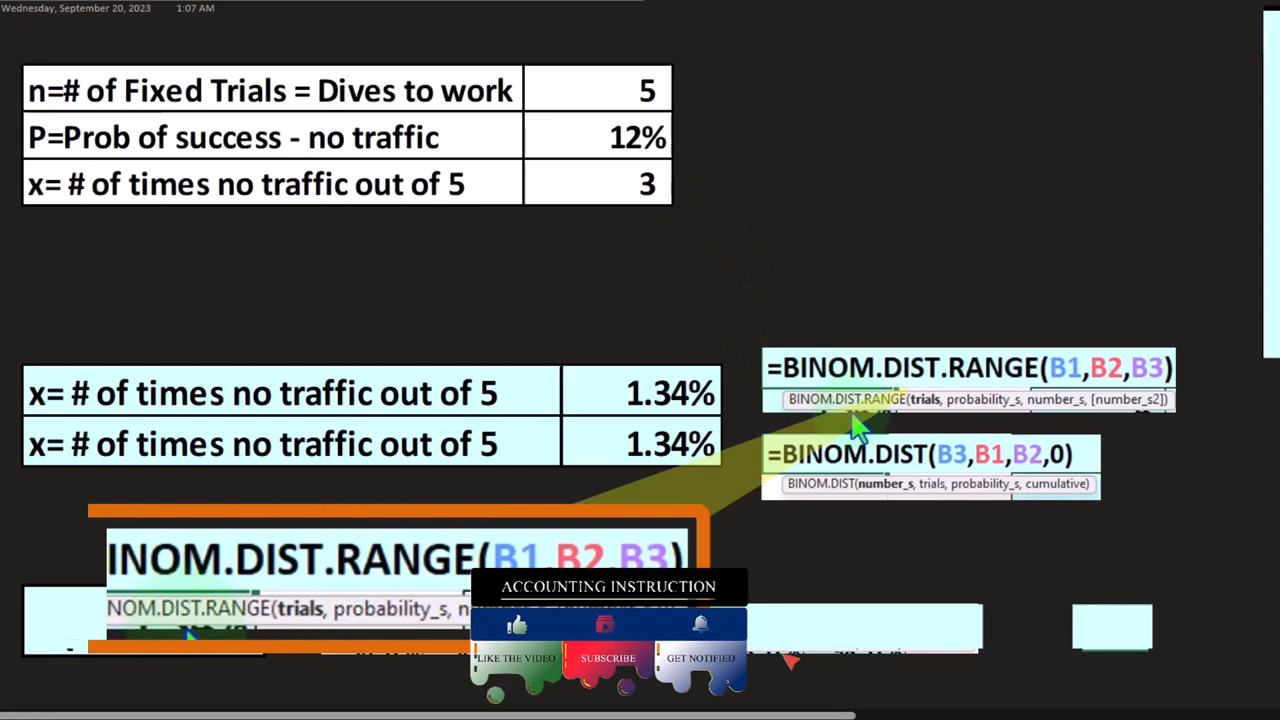 Wednesday, September 20, 2023 1:07 AM
n=# of Fixed Trials = Dives to work 5
P=Prob of success - no traffic 12%
x= # of times no traffic out of 5 3
=BINOM.DIST.RANGE(B1,B2,B3)
BINOM.DIST.RANGE(trials, probability_s, number_s, [number_s2])
x= # of times no traffic out of 5 1.34%
x= # of times no traffic out of 5 1.34%
=BINOM.DIST(B3,B1,B2,0)
BINOM.DIST(number_s, trials, probability_s, cumulative)
INOM.DIST.RANGE(B1,B2,B3)
NOM.DIST.RANGE(trials, probability_s,
ACCOUNTING INSTRUCTION
LIKE THE VIDEO
SUBSCRIBE
GET NOTIFIED